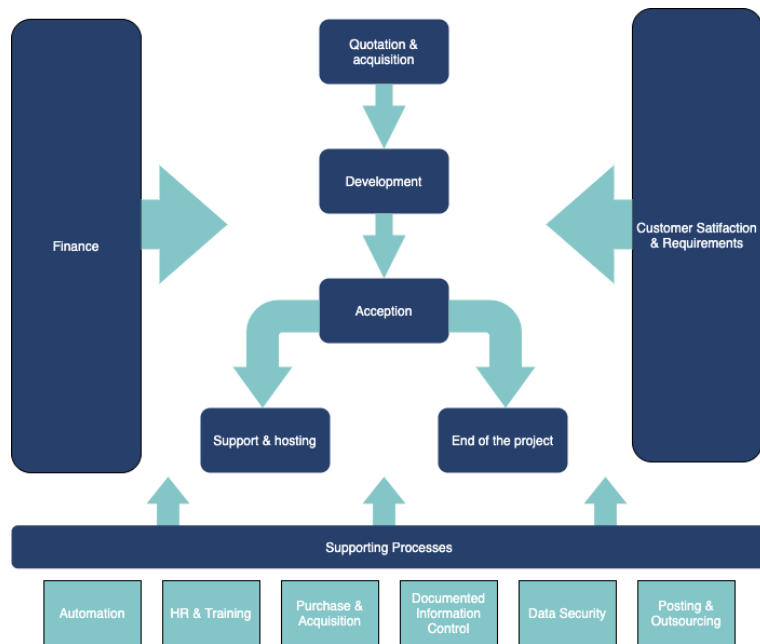 Quotation &
acquisition
Development
Finance
Customer Satifaction
& Requirements
Acception
Support & hosting
End of the project
Supporting Processes
Automation
HR & Training
Purchase &
Acquisition
Documented
Information
Control
Data Security
Posting &
Outsourcing